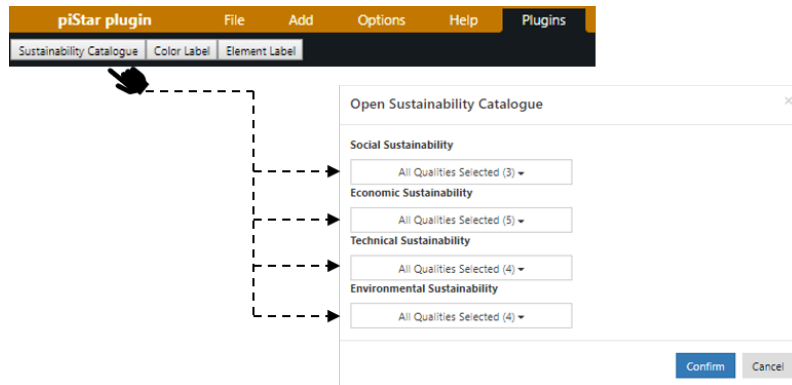 piStar plugin File Add Options Help Plugins
Sustainability Catalogue Color Label Element Label
Open Sustainability Catalogue ×
Social Sustainability
All Qualities Selected (3)
Economic Sustainability
All Qualities Selected (5)
Technical Sustainability
All Qualities Selected (4)
Environmental Sustainability
All Qualities Selected (4)
Confirm Cancel